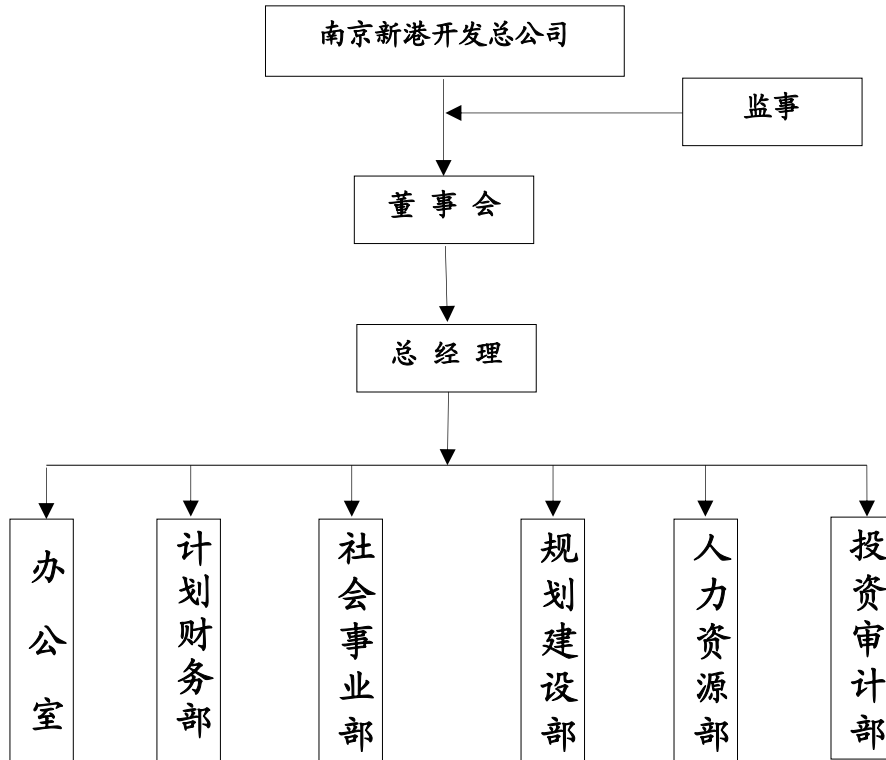 南京新港开发总公司
监事
董 事 会
总 经 理
办公室
计划财务部
社会事业部
规划建设部
人力资源部
投资审计部